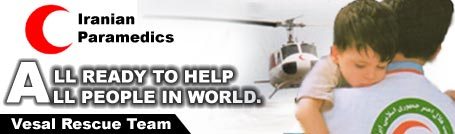 Iranian
Paramedics
ALL READY TO HELP
ALL PEOPLE IN WORLD.
Vesal Rescue Team